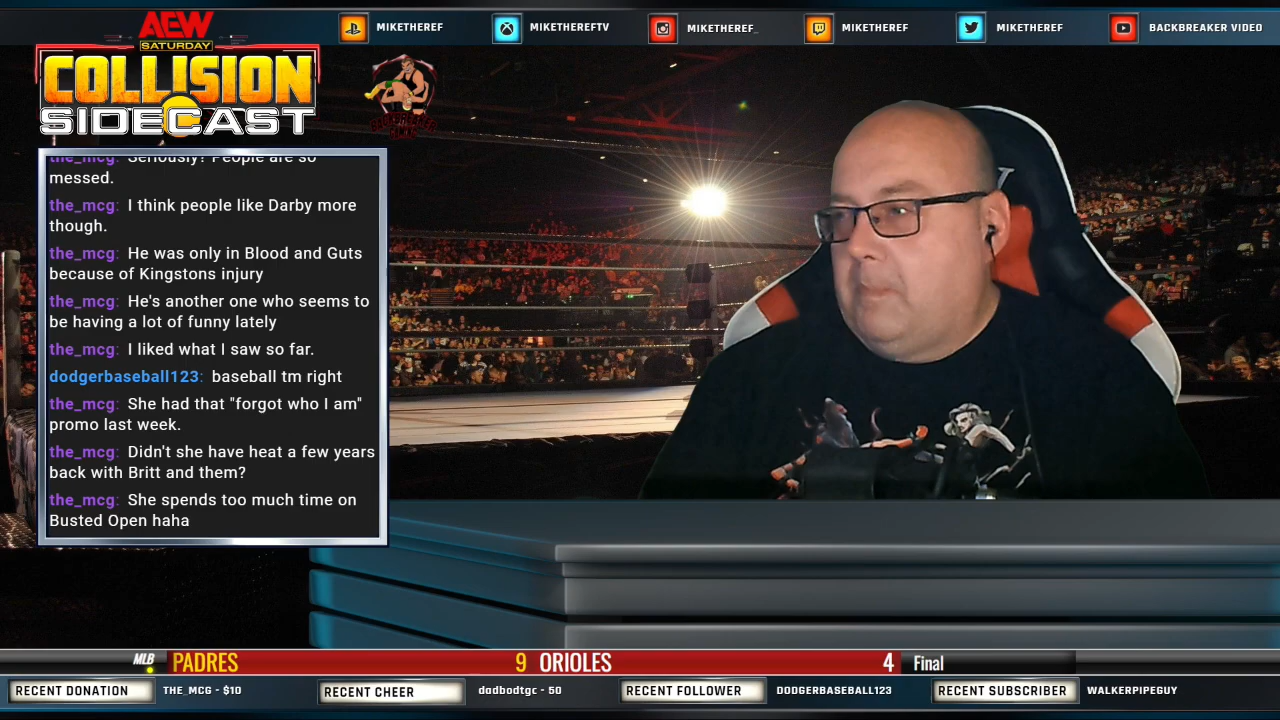 AEW
SATURDAY
COLLISION
SIDECAST
MIKETHEREF
MIKETHEREFTV
MIKETHEREF_
MIKETHEREF
MIKETHEREF
BACKBREAKER VIDEO
the_mcg: Seriously? People are so
messed.
the_mcg: I think people like Darby more
though.
the_mcg: He was only in Blood and Guts
because of Kingstons injury
the_mcg: He's another one who seems to
be having a lot of funny lately
the_mcg: I liked what I saw so far.
dodgerbaseball123: baseball tm right
the_mcg: She had that "forgot who I am"
promo last week.
the_mcg: Didn't she have heat a few years
back with Britt and them?
the_mcg: She spends too much time on
Busted Open haha
MLB PADRES 9 ORIOLES 4 Final
RECENT DONATION THE_MCG - $10 RECENT CHEER dadbodtgc - 50 RECENT FOLLOWER DODGERBASEBALL123 RECENT SUBSCRIBER WALKERPIPEGUY